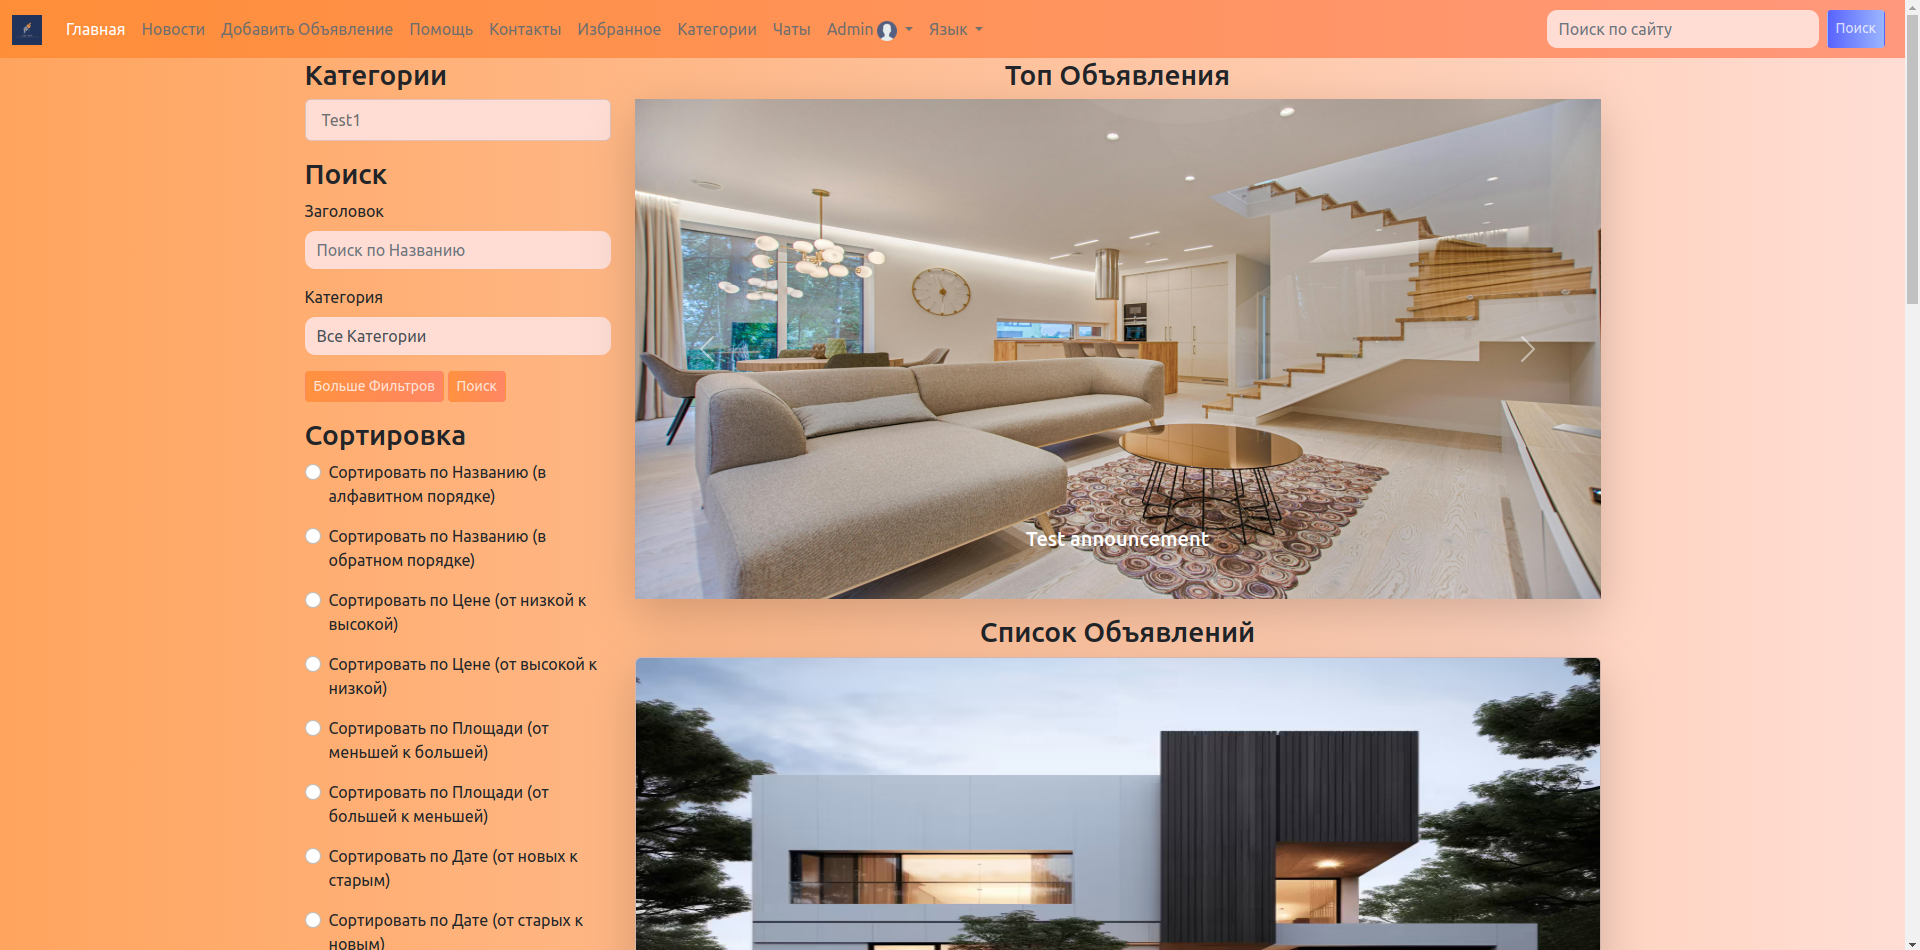 Главная Новости Добавить Объявление Помощь Контакты Избранное Категории Чаты Admin Язык Поиск по сайту Поиск
Категории
Test1
Поиск
Заголовок
Поиск по Названию
Категория
Все Категории
Больше Фильтров Поиск
Сортировка
Сортировать по Названию (в
алфавитном порядке)
Сортировать по Названию (в
обратном порядке)
Сортировать по Цене (от низкой к
высокой)
Сортировать по Цене (от высокой к
низкой)
Сортировать по Площади (от
меньшей к большей)
Сортировать по Площади (от
большей к меньшей)
Сортировать по Дате (от новых к
старым)
Сортировать по Дате (от старых к
новым)
Топ Объявления
Test announcement
Список Объявлений